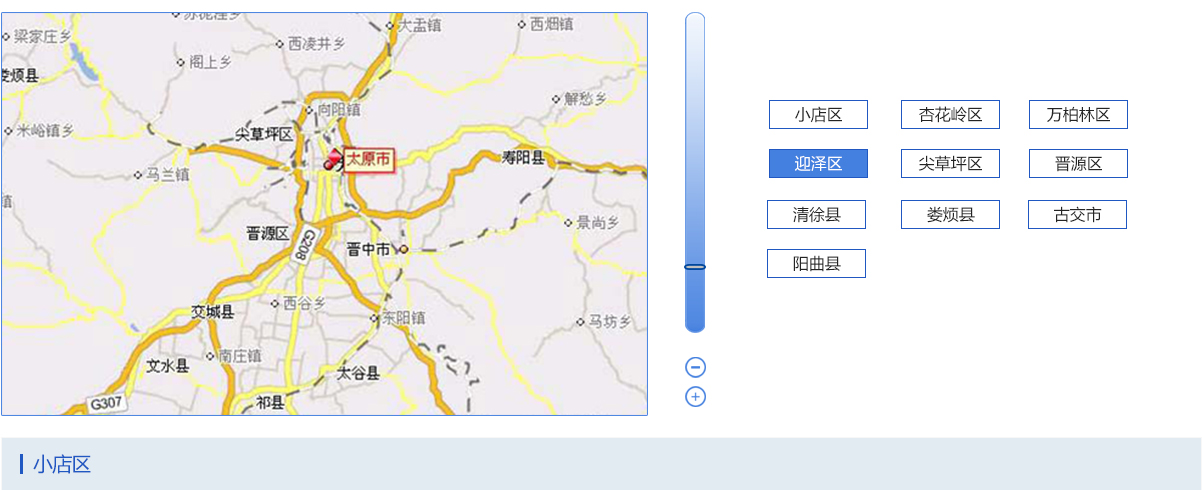 苏泥洼乡
大盂镇
西烟镇
梁家庄乡
西凌井乡
阁上乡
娄烦县
解愁乡
向阳镇
米峪镇乡
尖草坪区
太原市
寿阳县
马兰镇
镇
景尚乡
晋源区
G208
晋中市
西谷乡
交城县
东阳镇
马坊乡
南庄镇
文水县
太谷县
祁县
G307
小店区 杏花岭区 万柏林区
迎泽区 尖草坪区 晋源区
清徐县 娄烦县 古交市
阳曲县
小店区